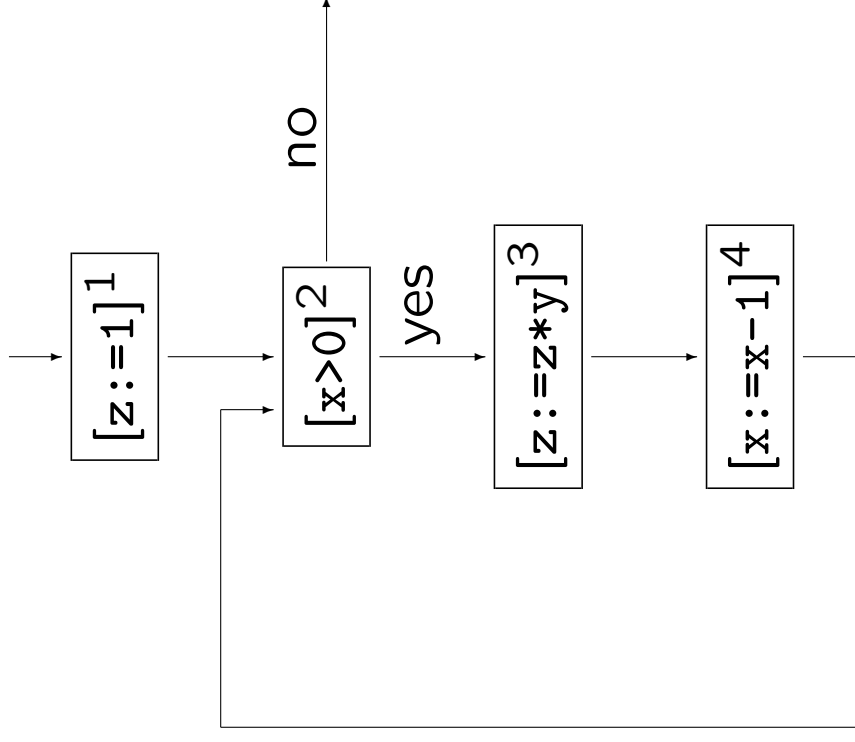 [z:=1]¹
no
[x>0]²
yes
[z:=z*y]³
[x:=x-1]⁴